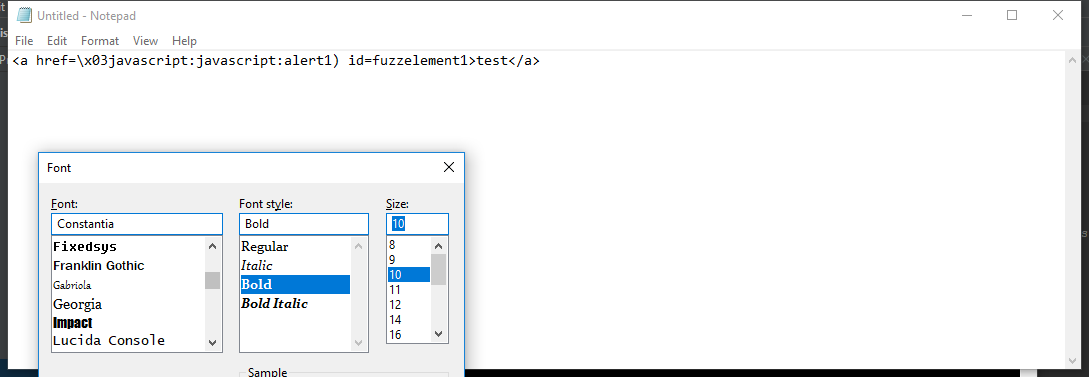 Untitled - Notepad
File Edit Format View Help
<a href=\x03javascript:javascript:alert1) id=fuzzelement1>test</a>
Font
Font: Font style: Size:
Constantia Bold 10
Fixedsys Regular 8
Franklin Gothic Italic 9
Gabriola Bold 10
Georgia Bold Italic 11
Impact 12
Lucida Console 14
16
Sample